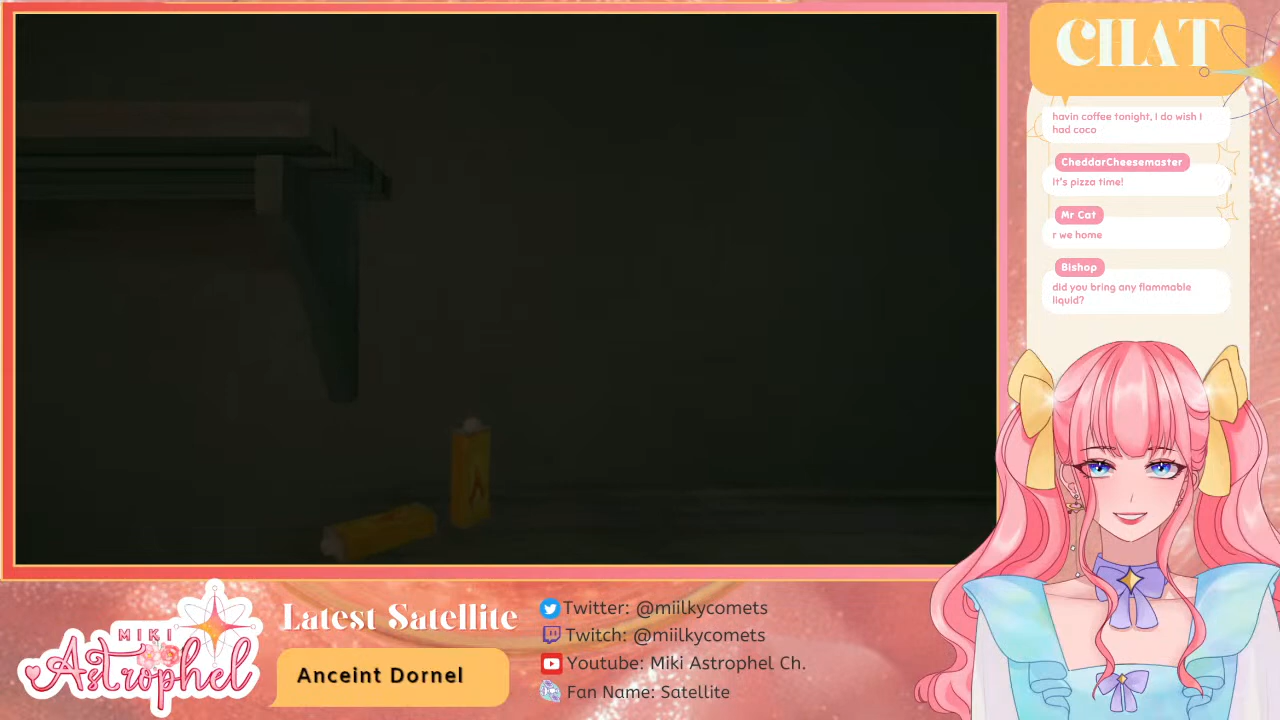 CHAT
havin coffee tonight, I do wish I
had coco
CheddarCheesemaster
It's pizza time!
Mr Cat
r we home
Bishop
did you bring any flammable
liquid?
MIKI
Astrophel
Latest Satellite
Anceint Dornel
Twitter: @miilkycomets
Twitch: @miilkycomets
Youtube: Miki Astrophel Ch.
Fan Name: Satellite